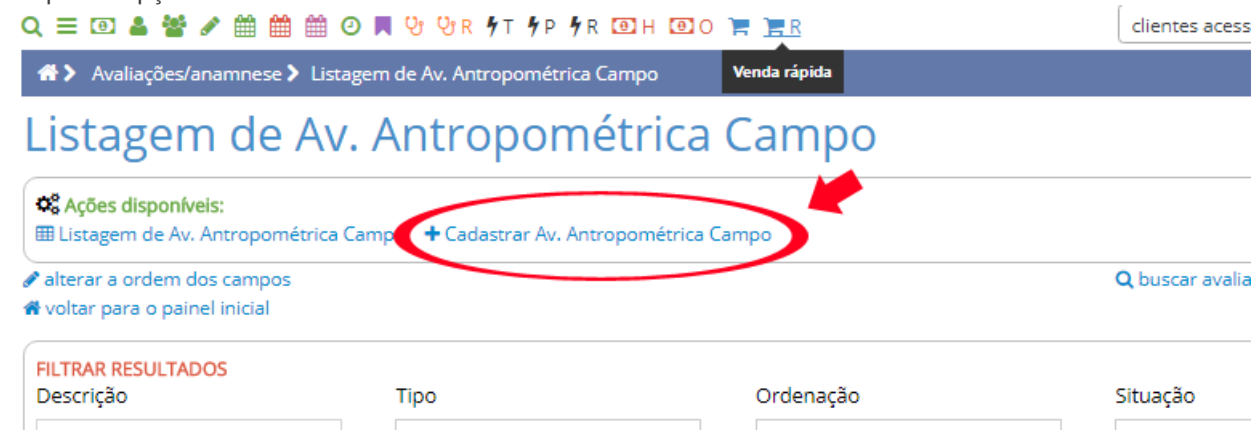 R T P R H O R
clientes acess
Avaliações/anamnese Listagem de Av. Antropométrica Campo
Venda rápida
Listagem de Av. Antropométrica Campo
Ações disponíveis:
Listagem de Av. Antropométrica Camp + Cadastrar Av. Antropométrica Campo
alterar a ordem dos campos
buscar avalia
voltar para o painel inicial
FILTRAR RESULTADOS
Descrição Tipo Ordenação Situação